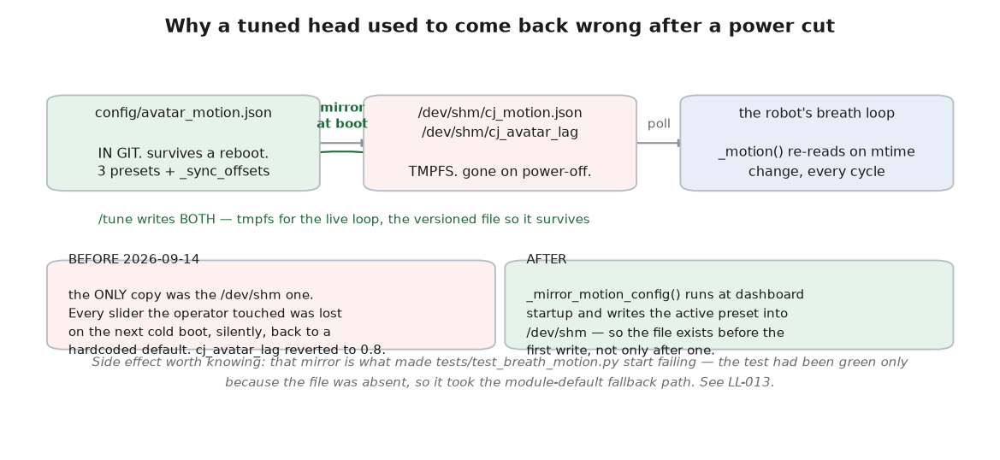 Why a tuned head used to come back wrong after a power cut
config/avatar_motion.json
IN GIT. survives a reboot.
3 presets + _sync_offsets
mirror
at boot
/dev/shm/cj_motion.json
/dev/shm/cj_avatar_lag
TMPFS. gone on power-off.
poll
the robot's breath loop
_motion() re-reads on mtime
change, every cycle
/tune writes BOTH — tmpfs for the live loop, the versioned file so it survives
BEFORE 2026-09-14
the ONLY copy was the /dev/shm one.
Every slider the operator touched was lost
on the next cold boot, silently, back to a
hardcoded default. cj_avatar_lag reverted to 0.8.
AFTER
_mirror_motion_config() runs at dashboard
startup and writes the active preset into
/dev/shm — so the file exists before the
first write, not only after one.
Side effect worth knowing: that mirror is what made tests/test_breath_motion.py start failing — the test had been green only
because the file was absent, so it took the module-default fallback path. See LL-013.